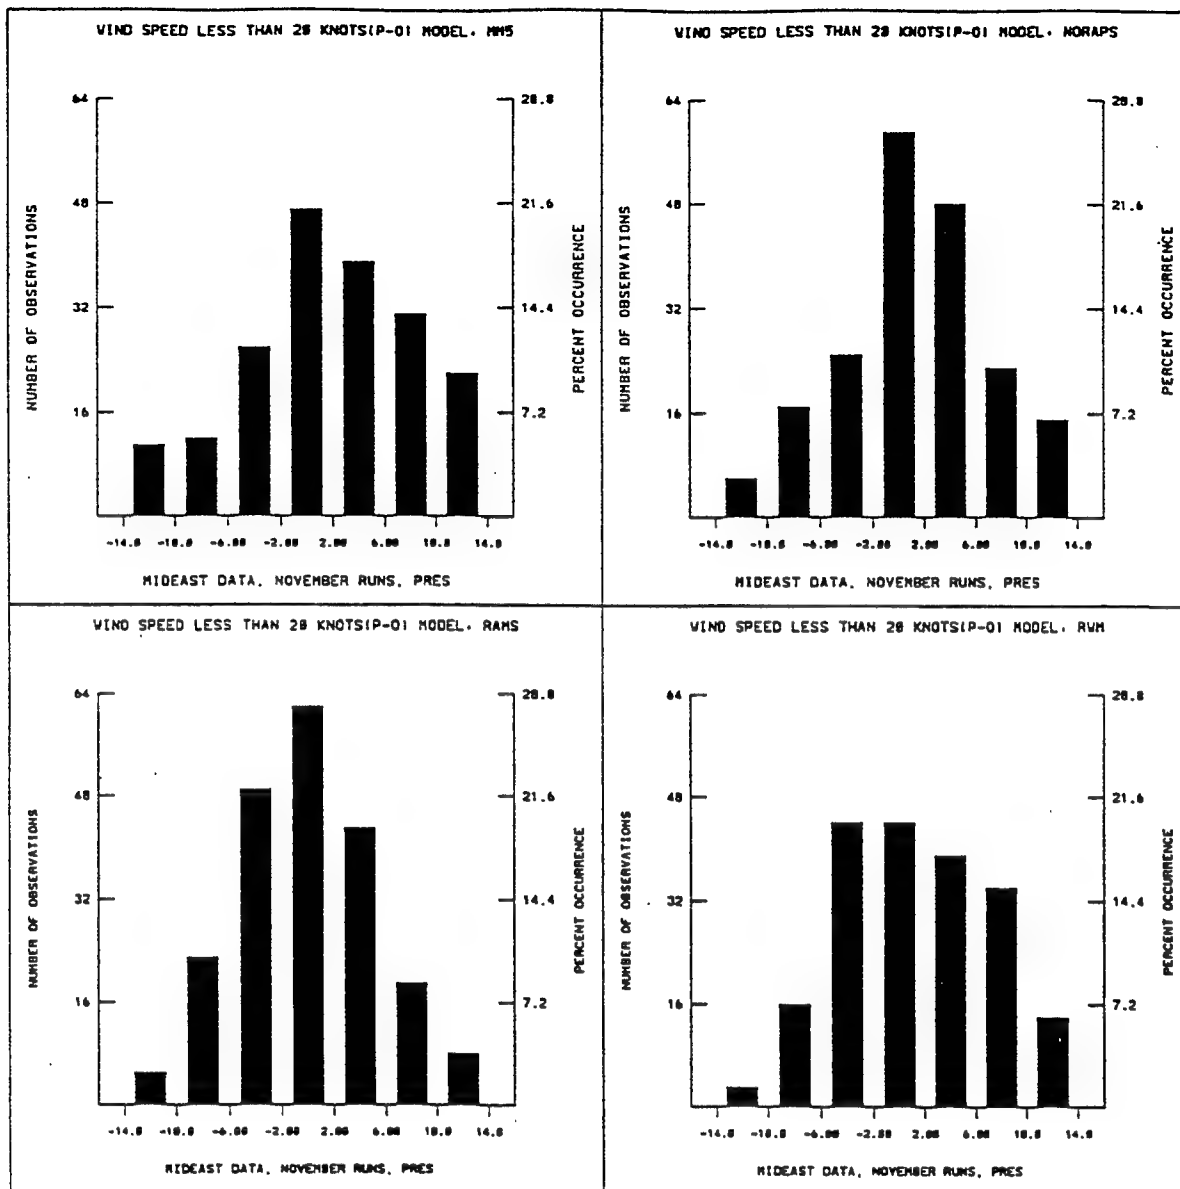 WIND SPEED LESS THAN 20 KNOTS(P-O) MODEL. MM5
64
48
32
16
28.8
21.6
14.4
7.2
NUMBER OF OBSERVATIONS
PERCENT OCCURRENCE
-14.0 -10.0 -6.00 -2.00 2.00 6.00 10.0 14.0
MIDEAST DATA, NOVEMBER RUNS, PRES
WIND SPEED LESS THAN 20 KNOTS(P-O) MODEL. NORAPS
64
48
32
16
28.8
21.6
14.4
7.2
NUMBER OF OBSERVATIONS
PERCENT OCCURRENCE
-14.0 -10.0 -6.00 -2.00 2.00 6.00 10.0 14.0
MIDEAST DATA, NOVEMBER RUNS, PRES
WIND SPEED LESS THAN 20 KNOTS(P-O) MODEL. RAMS
64
48
32
16
28.8
21.6
14.4
7.2
NUMBER OF OBSERVATIONS
PERCENT OCCURRENCE
-14.0 -10.0 -6.00 -2.00 2.00 6.00 10.0 14.0
MIDEAST DATA, NOVEMBER RUNS, PRES
WIND SPEED LESS THAN 20 KNOTS(P-O) MODEL. RWM
64
48
32
16
28.8
21.6
14.4
7.2
NUMBER OF OBSERVATIONS
PERCENT OCCURRENCE
-14.0 -10.0 -6.00 -2.00 2.00 6.00 10.0 14.0
MIDEAST DATA, NOVEMBER RUNS, PRES